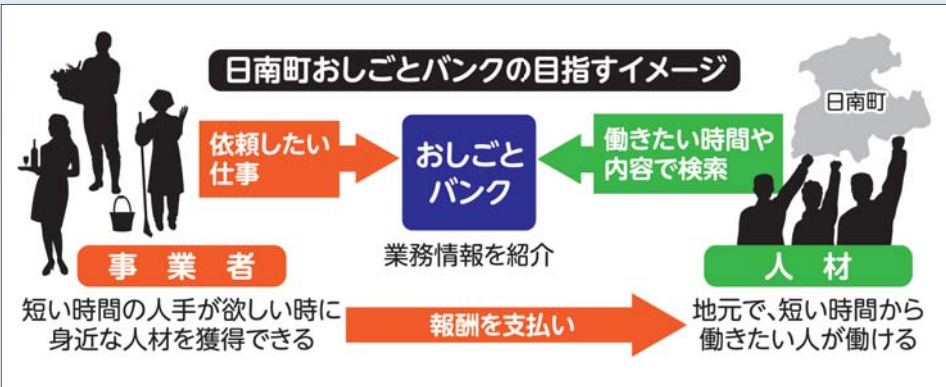 日南町おしごとバンクの目指すイメージ
日南町
依頼したい
仕事
おしごと
バンク
働きたい時間や
内容で検索
業務情報を紹介
事業者
人材
短い時間の人手が欲しい時に
身近な人材を獲得できる
報酬を支払い
地元で、短い時間から
働きたい人が働ける